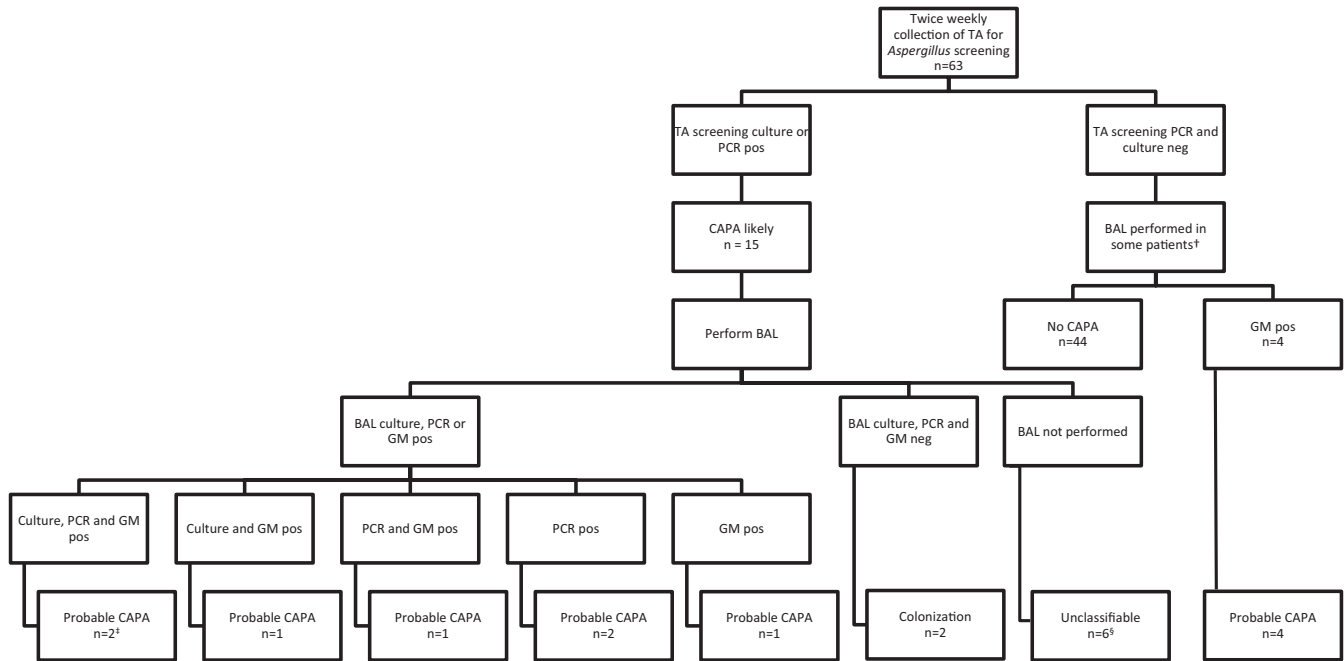 Twice weekly
collection of TA for
Aspergillus screening
n=63
TA screening culture or
PCR pos
TA screening PCR and
culture neg
CAPA likely
n = 15
BAL performed in
some patients†
Perform BAL
No CAPA
n=44
GM pos
n=4
BAL culture, PCR or
GM pos
BAL culture, PCR and
GM neg
BAL not performed
Culture, PCR and GM
pos
Culture and GM pos
PCR and GM pos
PCR pos
GM pos
Probable CAPA
n=2‡
Probable CAPA
n=1
Probable CAPA
n=1
Probable CAPA
n=2
Probable CAPA
n=1
Colonization
n=2
Unclassifiable
n=6§
Probable CAPA
n=4